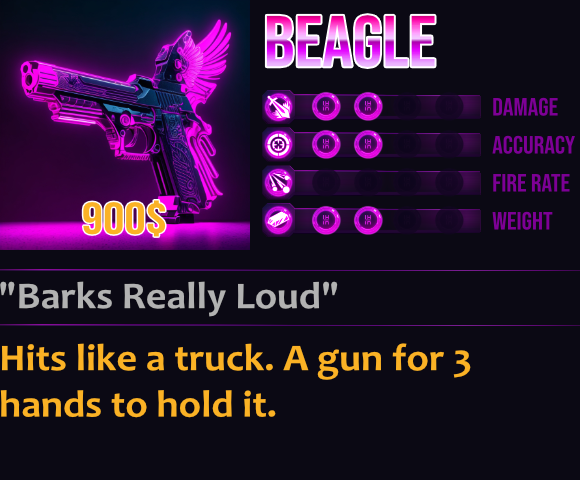 BEAGLE
DAMAGE
ACCURACY
FIRE RATE
WEIGHT
900$
"Barks Really Loud"
Hits like a truck. A gun for 3
hands to hold it.